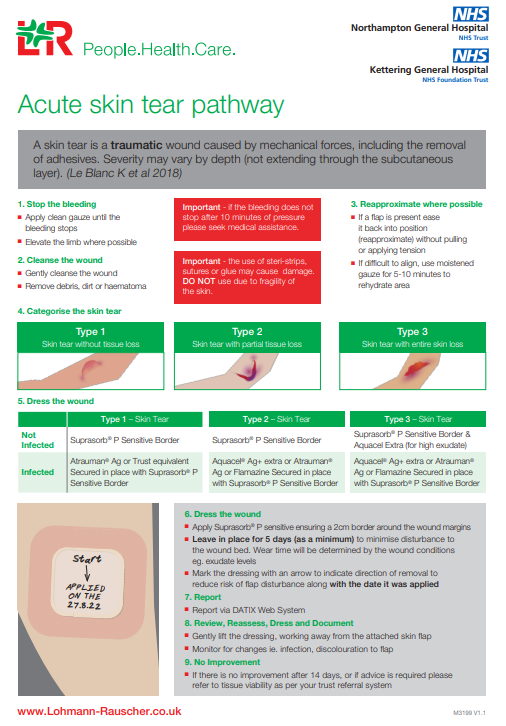 L&R
People.Health.Care.
NHS
Northampton General Hospital
NHS Trust
NHS
Kettering General Hospital
NHS Foundation Trust
Acute skin tear pathway
A skin tear is a traumatic wound caused by mechanical forces, including the removal
of adhesives. Severity may vary by depth (not extending through the subcutaneous
layer). (Le Blanc K et al 2018)
1. Stop the bleeding
Apply clean gauze until the
bleeding stops
Elevate the limb where possible
2. Cleanse the wound
Gently cleanse the wound
Remove debris, dirt or haematoma
Important - if the bleeding does not
stop after 10 minutes of pressure
please seek medical assistance.
Important - the use of steri-strips,
sutures or glue may cause damage.
DO NOT use due to fragility of
the skin.
3. Reapproximate where possible
If a flap is present ease
it back into position
(reapproximate) without pulling
or applying tension
If difficult to align, use moistened
gauze for 5-10 minutes to
rehydrate area
4. Categorise the skin tear
Type 1
Skin tear without tissue loss
Type 2
Skin tear with partial tissue loss
Type 3
Skin tear with entire skin loss
5. Dress the wound
Type 1 – Skin Tear
Type 2 – Skin Tear
Type 3 – Skin Tear
Not
Infected
Suprasorb® P Sensitive Border
Suprasorb® P Sensitive Border
Suprasorb® P Sensitive Border &
Aquacel Extra (for high exudate)
Infected
Atrauman® Ag or Trust equivalent
Secured in place with Suprasorb® P
Sensitive Border
Aquacel® Ag+ extra or Atrauman®
Ag or Flamazine Secured in place
with Suprasorb® P Sensitive Border
Aquacel® Ag+ extra or Atrauman®
Ag or Flamazine Secured in place
with Suprasorb® P Sensitive Border
Start
APPLIED
ON THE
27.8.22
6. Dress the wound
Apply Suprasorb® P sensitive ensuring a 2cm border around the wound margins
Leave in place for 5 days (as a minimum) to minimise disturbance to
the wound bed. Wear time will be determined by the wound conditions
eg. exudate levels
Mark the dressing with an arrow to indicate direction of removal to
reduce risk of flap disturbance along with the date it was applied
7. Report
Report via DATIX Web System
8. Review, Reassess, Dress and Document
Gently lift the dressing, working away from the attached skin flap
Monitor for changes ie. infection, discolouration to flap
9. No Improvement
If there is no improvement after 14 days, or if advice is required please
refer to tissue viability as per your trust referral system
www.Lohmann-Rauscher.co.uk
M3199 V1.1